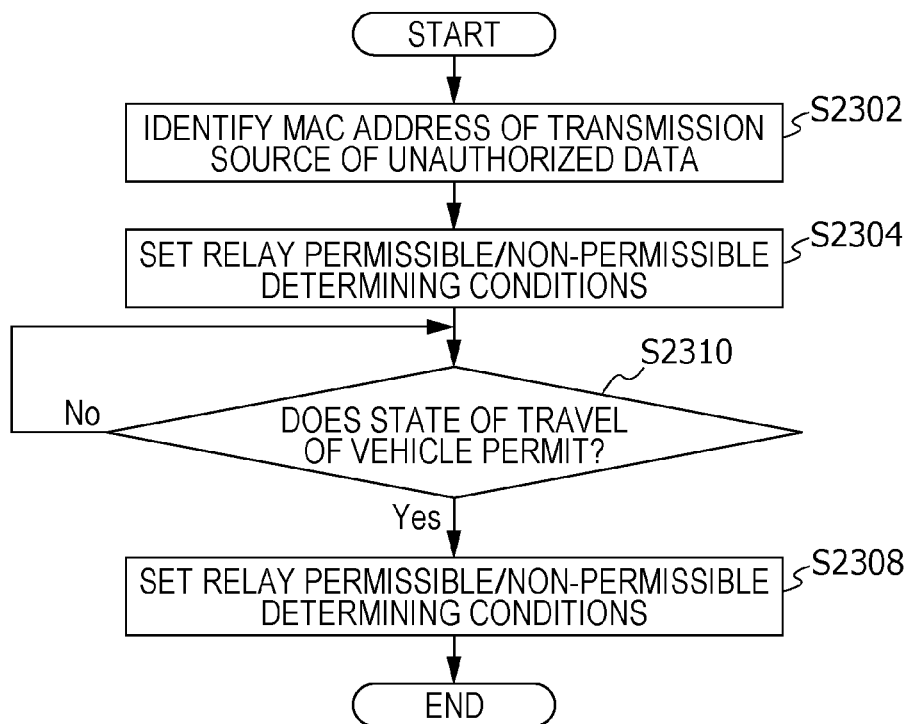 START
S2302
IDENTIFY MAC ADDRESS OF TRANSMISSION
SOURCE OF UNAUTHORIZED DATA
S2304
SET RELAY PERMISSIBLE/NON-PERMISSIBLE
DETERMINING CONDITIONS
S2310
No
DOES STATE OF TRAVEL
OF VEHICLE PERMIT?
Yes
S2308
SET RELAY PERMISSIBLE/NON-PERMISSIBLE
DETERMINING CONDITIONS
END